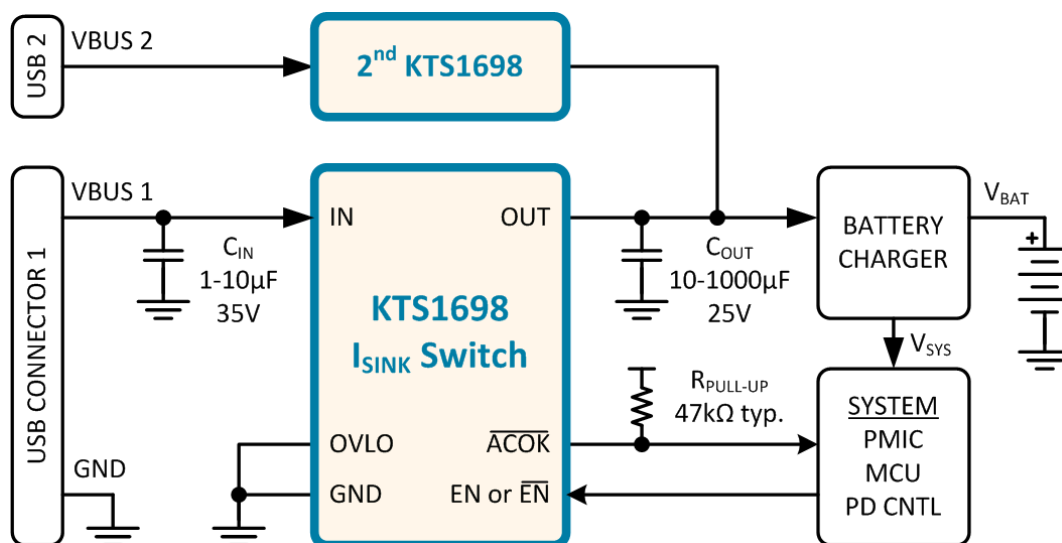 USB 2
VBUS 2
2nd KTS1698
USB CONNECTOR 1
VBUS 1
CIN
1-10µF
35V
GND
IN
OUT
KTS1698
ISINK Switch
OVLO
ACOK
GND
EN or EN
COUT
10-1000µF
25V
RPULL-UP
47kΩ typ.
BATTERY
CHARGER
VBAT
+
VSYS
SYSTEM
PMIC
MCU
PD CNTL